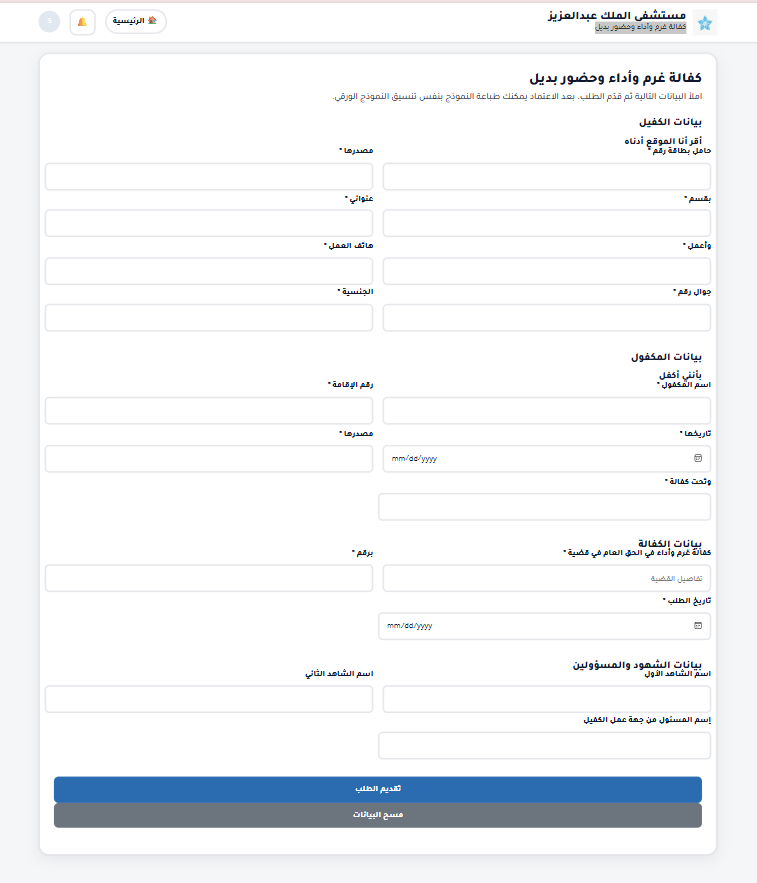 مستشفى الملك عبدالعزيز
كفالة غرم وأداء وحضور بديل
الرئيسية
S
كفالة غرم وأداء وحضور بديل
املأ البيانات التالية ثم قدّم الطلب. بعد الاعتماد يمكنك طباعة النموذج بنفس تنسيق النموذج الورقي.
بيانات الكفيل
أقر أنا الموقع أدناه
حامل بطاقة رقم *
مصدرها *
بقسم *
عنواني *
وأعمل *
هاتف العمل *
جوال رقم *
الجنسية *
بيانات المكفول
بأنني أكفل
اسم المكفول *
رقم الإقامة *
تاريخها *
مصدرها *
mm/dd/yyyy
وتحت كفالة *
بيانات الكفالة
كفالة غرم وأداء في الحق العام في قضية *
برقم *
تفاصيل القضية
تاريخ الطلب *
mm/dd/yyyy
بيانات الشهود والمسؤولين
اسم الشاهد الأول
اسم الشاهد الثاني
إسم المسئول من جهة عمل الكفيل
تقديم الطلب
مسح البيانات